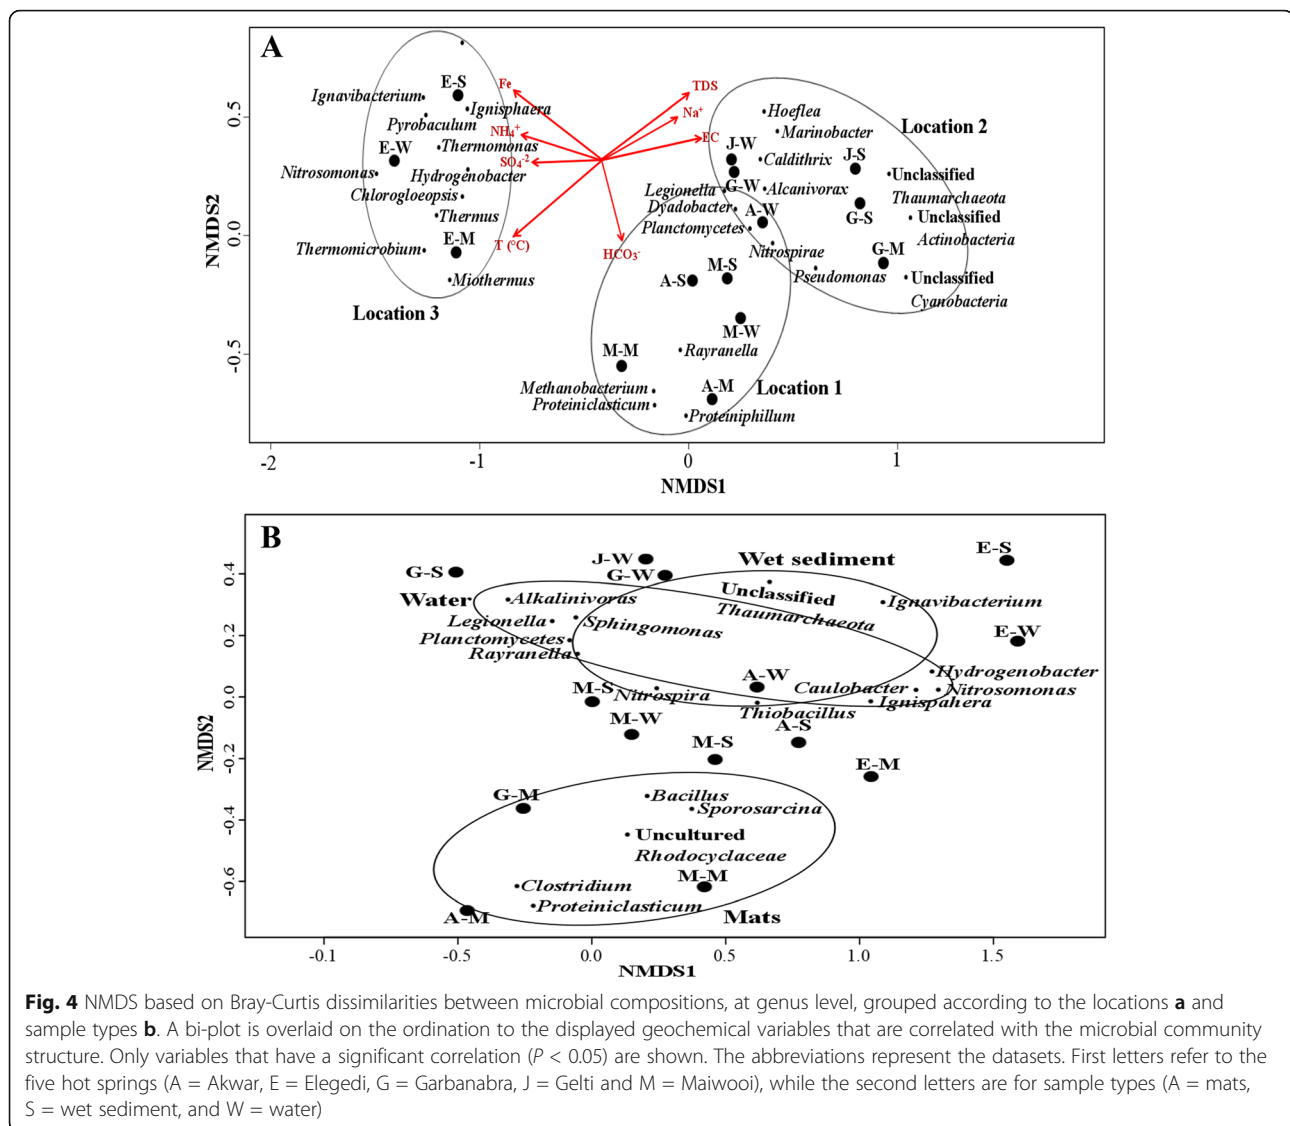 A
0.5
0.0
-0.5
NMDS2
E-S
Fe
TDS
Ignavibacterium
Ignisphaera
Na+
Hoeflea
Pyrobaculum
NH4+
EC
Marinobacter
Location 2
Thermomonas
J-W
E-W
SO4-2
Caldithrix
J-S
Nitrosomonas
Hydrogenobacter
G-W
Unclassified
Chlorogloeopsis
Legionella
Alcanivorax
Thaumarchaeota
Thermus
Dyadobacter
A-W
G-S
Unclassified
Planctomycetes
Actinobacteria
E-M
T (°C)
Thermomicrobium
HCO3-
Nitrospirae
G-M
M-S
Pseudomonas
Unclassified
Miothermus
A-S
Cyanobacteria
Location 3
M-W
M-M
Rayranella
Methanobacterium
A-M
Location 1
Proteiniclasticum
Proteiniphillum
-2
-1
0
1
NMDS1
B
0.4
0.2
0.0
-0.2
-0.4
-0.6
NMDS2
J-W
Wet sediment
E-S
G-S
G-W
Water
Alkalinivoras
Unclassified
Ignavibacterium
Thaumarchaeota
Legionella
Sphingomonas
E-W
Planctomycetes
Rayranella
A-W
Hydrogenobacter
M-S
Nitrospira
Caulobacter
Nitrosomonas
Ignispahera
Thiobacillus
M-W
A-S
M-S
E-M
G-M
Bacillus
Sporosarcina
Uncultured
Rhodocyclaceae
M-M
Clostridium
Proteiniclasticum
A-M
Mats
-0.1
-0.5
0.0
0.5
1.0
1.5
NMDS1
Fig. 4 NMDS based on Bray-Curtis dissimilarities between microbial compositions, at genus level, grouped according to the locations a and
sample types b. A bi-plot is overlaid on the ordination to the displayed geochemical variables that are correlated with the microbial community
structure. Only variables that have a significant correlation (P < 0.05) are shown. The abbreviations represent the datasets. First letters refer to the
five hot springs (A = Akwar, E = Elegedi, G = Garbanabra, J = Gelti and M = Maiwooi), while the second letters are for sample types (A = mats,
S = wet sediment, and W = water)